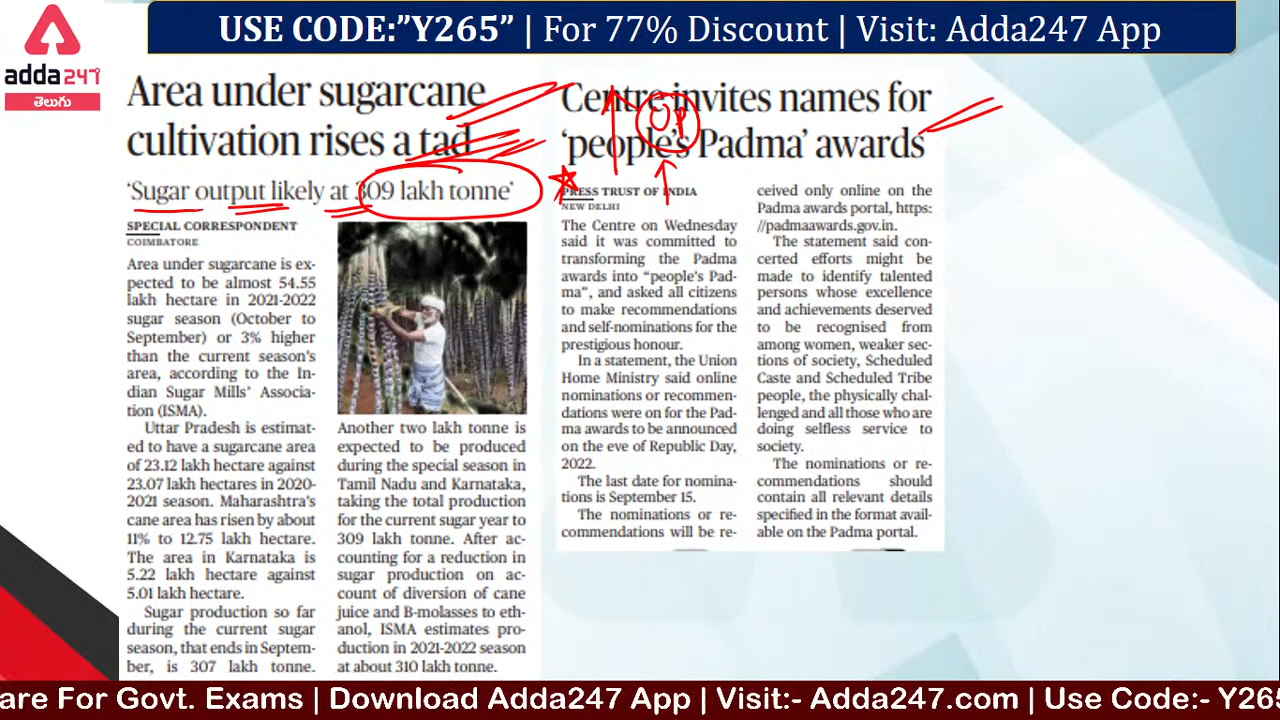 USE CODE:”Y265” | For 77% Discount | Visit: Adda247 App
adda247
తెలుగు
Area under sugarcane
cultivation rises a tad
‘Sugar output likely at 309 lakh tonne’
SPECIAL CORRESPONDENT
COIMBATORE
Area under sugarcane is ex-
pected to be almost 54.55
lakh hectare in 2021-2022
sugar season (October to
September) or 3% higher
than the current season’s
area, according to the In-
dian Sugar Mills’ Associa-
tion (ISMA).
Uttar Pradesh is estimat-
ed to have a sugarcane area
of 23.12 lakh hectare against
23.07 lakh hectares in 2020-
2021 season. Maharashtra’s
cane area has risen by about
11% to 12.75 lakh hectare.
The area in Karnataka is
5.22 lakh hectare against
5.01 lakh hectare.
Sugar production so far
during the current sugar
season, that ends in Septem-
ber, is 307 lakh tonne.
Another two lakh tonne is
expected to be produced
during the special season in
Tamil Nadu and Karnataka,
taking the total production
for the current sugar year to
309 lakh tonne. After ac-
counting for a reduction in
sugar production on ac-
count of diversion of cane
juice and B-molasses to eth-
anol, ISMA estimates pro-
duction in 2021-2022 season
at about 310 lakh tonne.
Centre invites names for
‘people’s Padma’ awards
UP
PRESS TRUST OF INDIA
NEW DELHI
The Centre on Wednesday
said it was committed to
transforming the Padma
awards into “people’s Pad-
ma”, and asked all citizens
to make recommendations
and self-nominations for the
prestigious honour.
In a statement, the Union
Home Ministry said online
nominations or recommen-
dations were on for the Pad-
ma awards to be announced
on the eve of Republic Day,
2022.
The last date for nomina-
tions is September 15.
The nominations or re-
commendations will be re-
ceived only online on the
Padma awards portal, https:
//padmaawards.gov.in.
The statement said con-
certed efforts might be
made to identify talented
persons whose excellence
and achievements deserved
to be recognised from
among women, weaker sec-
tions of society, Scheduled
Caste and Scheduled Tribe
people, the physically chal-
lenged and all those who are
doing selfless service to
society.
The nominations or re-
commendations should
contain all relevant details
specified in the format avail-
able on the Padma portal.
are For Govt. Exams | Download Adda247 App | Visit:- Adda247.com | Use Code:- Y265